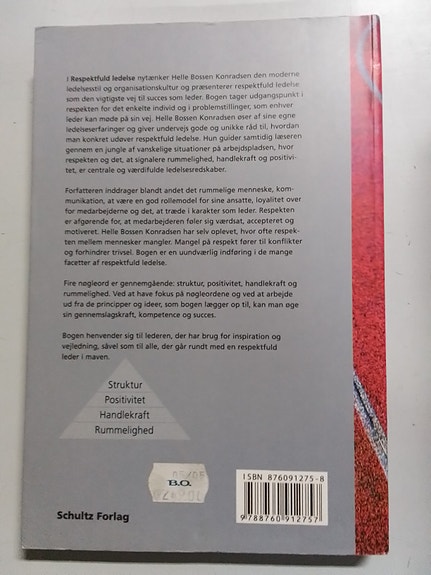 I Respektfuld ledelse nytænker Helle Bossen Konradsen den moderne
ledelsesstil og organisationskultur og præsenterer respektfuld ledelse
som den vigtigste vej til succes som leder. Bogen tager udgangspunkt i
respekten for det enkelte individ og i problemstillinger, som enhver
leder kan møde på sin vej. Helle Bossen Konradsen øser af sine egne
ledelseserfaringer og giver undervejs gode og unikke råd til, hvordan
man konkret udøver respektfuld ledelse. Hun guider samtidig læseren
gennem en jungle af vanskelige situationer på arbejdspladsen, hvor
respekten og det, at signalere rummelighed, handlekraft og positivi-
tet, er centrale og værdifulde ledelsesredskaber.
Forfatteren inddrager blandt andet det rummelige menneske, kom-
munikation, at være en god rollemodel for sine ansatte, loyalitet over
for medarbejderne og det, at træde i karakter som leder. Respekten
er afgørende for, at medarbejderen føler sig værdsat, accepteret og
motiveret. Helle Bossen Konradsen har selv oplevet, hvor ofte respek-
ten mellem mennesker mangler. Mangel på respekt fører til konflikter
og forhindrer trivsel. Bogen er en uundværlig indføring i de mange
facetter af respektfuld ledelse.
Fire nøgleord er gennemgående: struktur, positivitet, handlekraft og
rummelighed. Ved at have fokus på nøgleordene og ved at arbejde
ud fra de principper og ideer, som bogen lægger op til, kan man øge
sin gennemslagskraft, kompetence og succes.
Bogen henvender sig til lederen, der har brug for inspiration og
vejledning, såvel som til alle, der går rundt med en respektfuld
leder i maven.
Struktur
Positivitet
Handlekraft
Rummelighed
B.O.
ISBN 876091275-8
9 788760 912757
Schultz Forlag